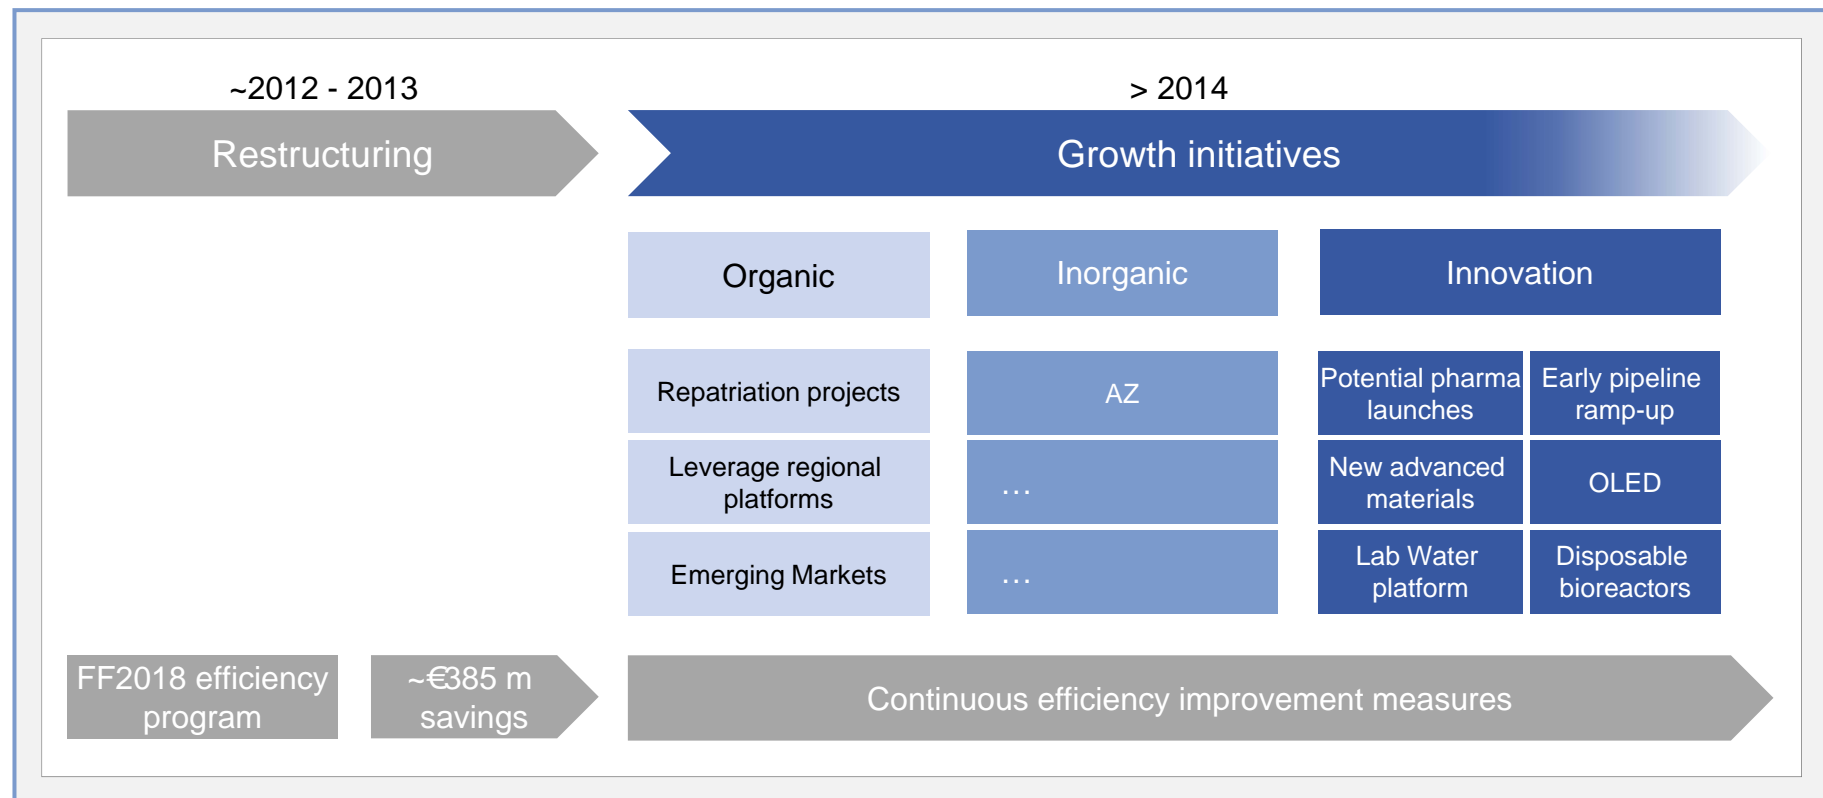 ~2012 - 2013
> 2014
Restructuring
Growth initiatives
Organic
Inorganic
Innovation
Repatriation projects
AZ
Potential pharma
launches
Early pipeline
ramp-up
Leverage regional
platforms
…
New advanced
materials
OLED
Emerging Markets
…
Lab Water
platform
Disposable
bioreactors
FF2018 efficiency
program
~€385 m
savings
Continuous efficiency improvement measures